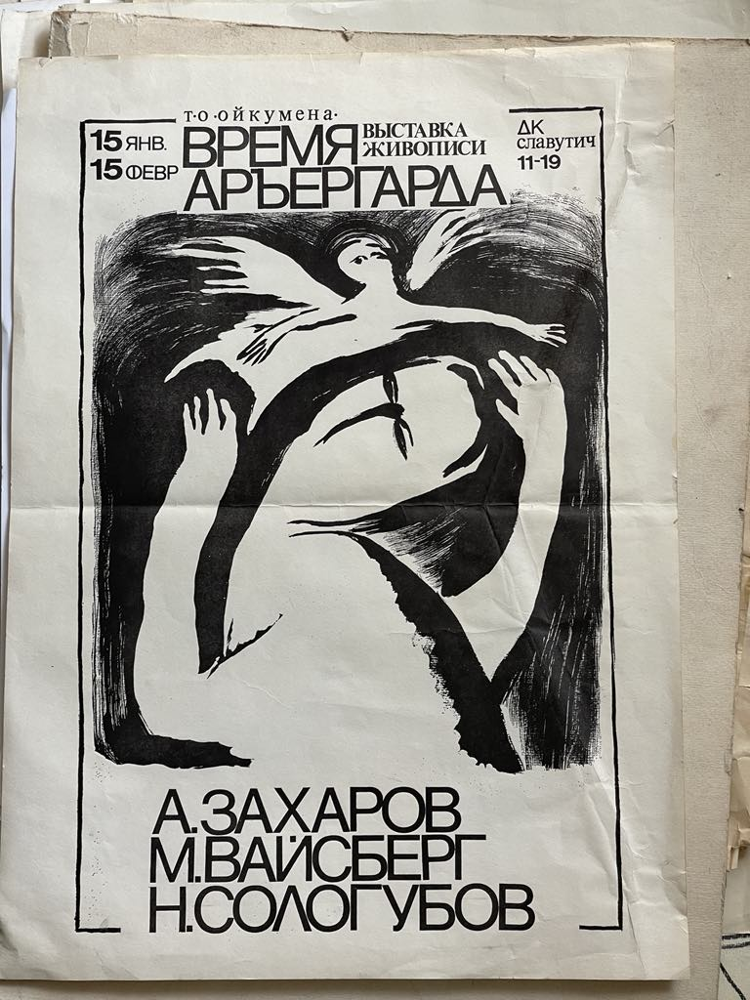 т·о·ойкумена·
15 ЯНВ.
15 ФЕВР
ВРЕМЯ
АРЪЕРГАРДА
ВЫСТАВКА
ЖИВОПИСИ
ДК
славутич
11-19
А.ЗАХАРОВ
М.ВАЙСБЕРГ
Н.СОЛОГУБОВ